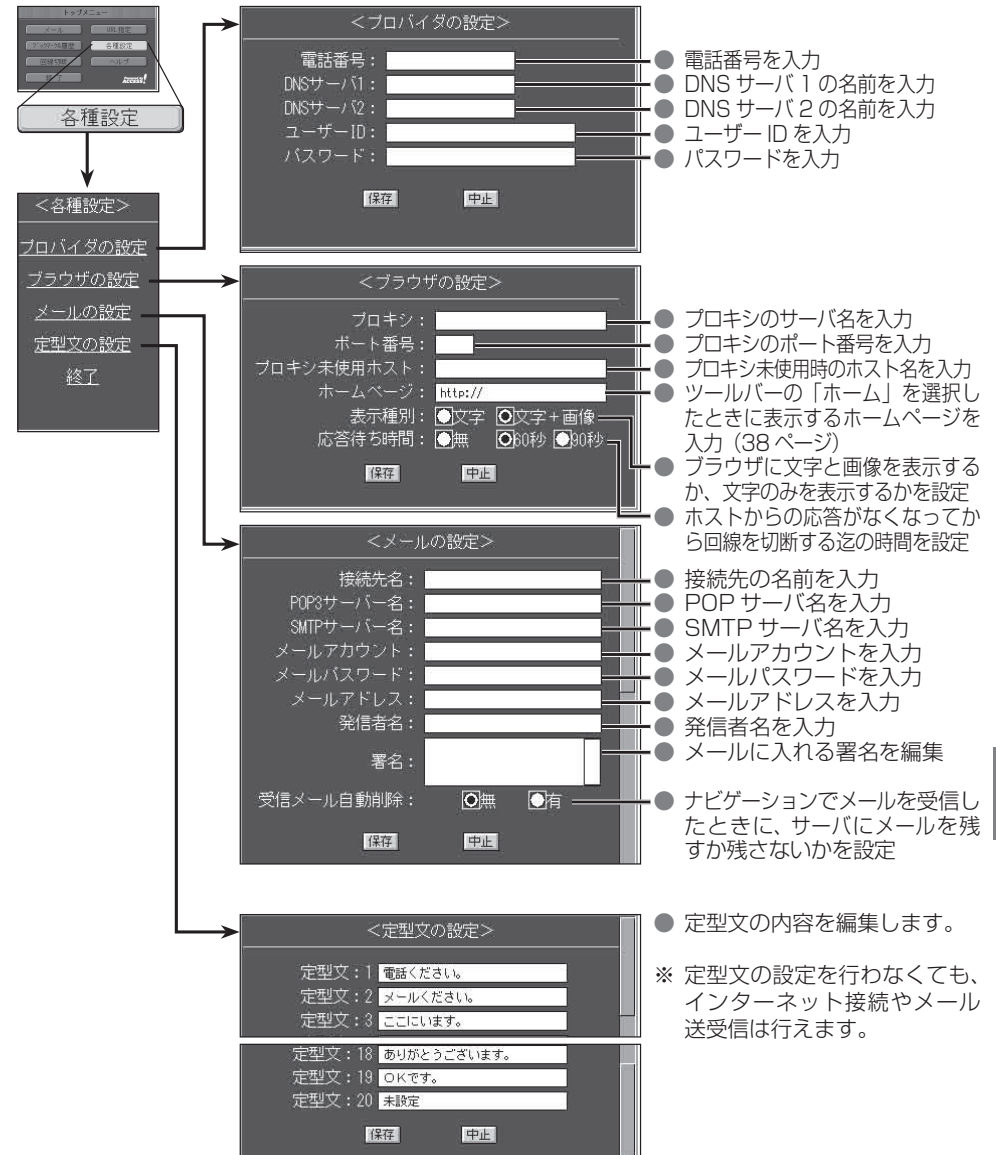 トップメニュー
メール
URL指定
各種設定
回線切断
ヘルプ
終了
各種設定
＜各種設定＞
プロバイダの設定
ブラウザの設定
メールの設定
定型文の設定
終了
＜プロバイダの設定＞
電話番号：
DNSサーバ1：
DNSサーバ2：
ユーザーID：
パスワード：
保存 中止
● 電話番号を入力
● DNS サーバ 1 の名前を入力
● DNS サーバ 2 の名前を入力
● ユーザー ID を入力
● パスワードを入力
＜ブラウザの設定＞
プロキシ：
ポート番号：
プロキシ未使用ホスト：
ホームページ： http://
表示種別： 文字 文字＋画像
応答待ち時間： 無 60秒 90秒
保存 中止
● プロキシのサーバ名を入力
● プロキシのポート番号を入力
● プロキシ未使用時のホスト名を入力
● ツールバーの「ホーム」を選択し
たときに表示するホームページを
入力（38 ページ）
● ブラウザに文字と画像を表示する
か、文字のみを表示するかを設定
● ホストからの応答がなくなってか
ら回線を切断する迄の時間を設定
＜メールの設定＞
接続先名：
POP3サーバー名：
SMTPサーバー名：
メールアカウント：
メールパスワード：
メールアドレス：
発信者名：
署名：
受信メール自動削除： 無 有
保存 中止
● 接続先の名前を入力
● POP サーバ名を入力
● SMTP サーバ名を入力
● メールアカウントを入力
● メールパスワードを入力
● メールアドレスを入力
● 発信者名を入力
● メールに入れる署名を編集
● ナビゲーションでメールを受信し
たときに、サーバにメールを残
すか残さないかを設定
＜定型文の設定＞
定型文：1 電話ください。
定型文：2 メールください。
定型文：3 ここにいます。
定型文：18 ありがとうございます。
定型文：19 OKです。
定型文：20 未設定
保存 中止
● 定型文の内容を編集します。
※ 定型文の設定を行わなくても、
インターネット接続やメール
送受信は行えます。